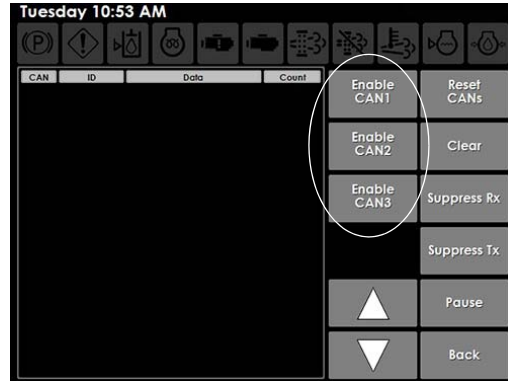 Tuesday 10:53 AM
(P)
CAN ID Data Count
Enable
CAN1
Reset
CANs
Enable
CAN2
Clear
Enable
CAN3
Suppress Rx
Suppress Tx
Pause
Back